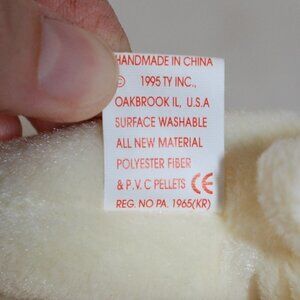 HANDMADE IN CHINA
© 1995 TY INC.,
OAKBROOK IL, U.S.A
SURFACE WASHABLE
ALL NEW MATERIAL
POLYESTER FIBER
& P.V. C PELLETS CE
REG. NO PA. 1965(KR)